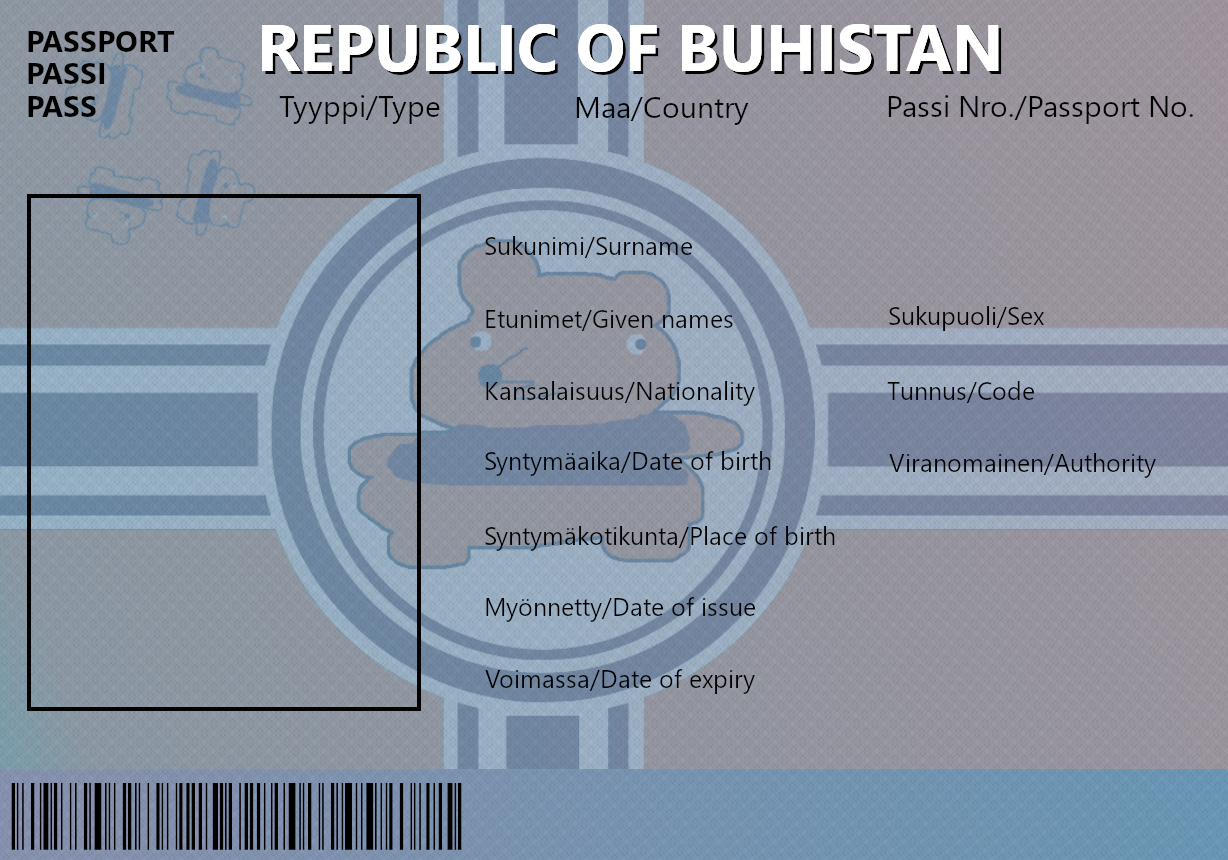 PASSPORT
PASSI
PASS
REPUBLIC OF BUHISTAN
Tyyppi/Type Maa/Country Passi Nro./Passport No.
Sukunimi/Surname
Etunimet/Given names Sukupuoli/Sex
Kansalaisuus/Nationality Tunnus/Code
Syntymäaika/Date of birth Viranomainen/Authority
Syntymäkotikunta/Place of birth
Myönnetty/Date of issue
Voimassa/Date of expiry